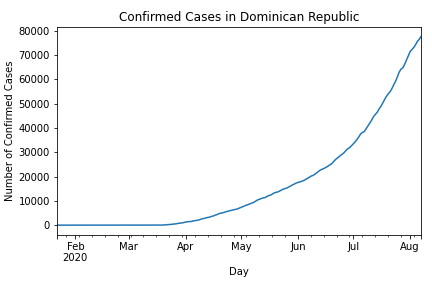 Confirmed Cases in Dominican Republic
Number of Confirmed Cases
80000
70000
60000
50000
40000
30000
20000
10000
0
Feb Mar Apr May Jun Jul Aug
2020
Day